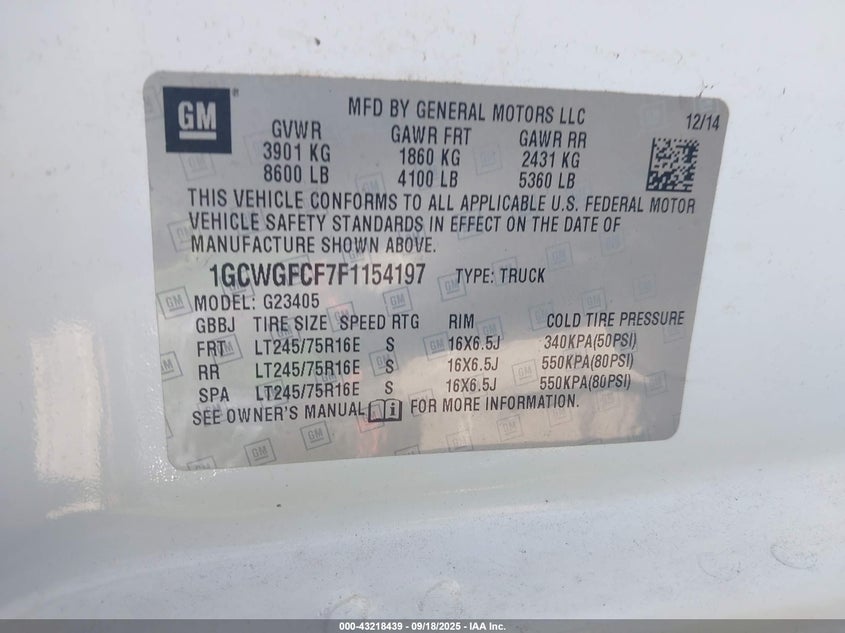 GM
MFD BY GENERAL MOTORS LLC 12/14
GVWR GAWR FRT GAWR RR
3901 KG 1860 KG 2431 KG
8600 LB 4100 LB 5360 LB
THIS VEHICLE CONFORMS TO ALL APPLICABLE U.S. FEDERAL MOTOR
VEHICLE SAFETY STANDARDS IN EFFECT ON THE DATE OF
MANUFACTURE SHOWN ABOVE.
1GCWGFCF7F1154197 TYPE: TRUCK
MODEL: G23405
GBBJ TIRE SIZE SPEED RTG RIM COLD TIRE PRESSURE
FRT LT245/75R16E S 16X6.5J 340KPA(50PSI)
RR LT245/75R16E S 16X6.5J 550KPA(80PSI)
SPA LT245/75R16E S 16X6.5J 550KPA(80PSI)
SEE OWNER'S MANUAL FOR MORE INFORMATION.
000-43218439 - 09/18/2025 - IAA Inc.